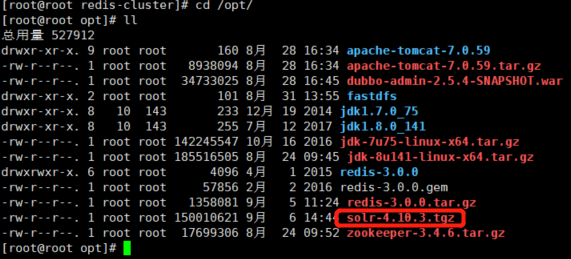 [root@root redis-cluster]# cd /opt/
[root@root opt]# ll
总用量 527912
drwxr-xr-x. 9 root root 160 8月 28 16:34 apache-tomcat-7.0.59
-rw-r--r--. 1 root root 8938094 8月 28 16:34 apache-tomcat-7.0.59.tar.gz
-rw-r--r--. 1 root root 34733025 8月 28 16:45 dubbo-admin-2.5.4-SNAPSHOT.war
drwxr-xr-x. 2 root root 101 8月 31 13:55 fastdfs
drwxr-xr-x. 8 10 143 233 12月 19 2014 jdk1.7.0_75
drwxr-xr-x. 8 10 143 255 7月 12 2017 jdk1.8.0_141
-rw-r--r--. 1 root root 142245547 10月 16 2016 jdk-7u75-linux-x64.tar.gz
-rw-r--r--. 1 root root 185516505 8月 24 09:45 jdk-8u141-linux-x64.tar.gz
drwxrwxr-x. 6 root root 4096 4月 1 2015 redis-3.0.0
-rw-r--r--. 1 root root 57856 2月 2 2016 redis-3.0.0.gem
-rw-r--r--. 1 root root 1358081 9月 5 11:24 redis-3.0.0.tar.gz
-rw-r--r--. 1 root root 150010621 9月 6 14:44 solr-4.10.3.tgz
-rw-r--r--. 1 root root 17699306 8月 24 09:52 zookeeper-3.4.6.tar.gz
[root@root opt]#